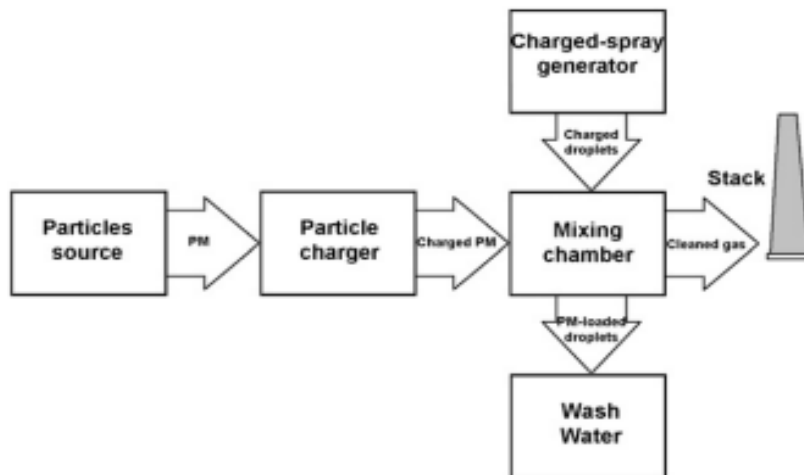 Charged-spray
generator
Charged
droplets
Stack
Particles
source
PM
Particle
charger
Charged PM
Mixing
chamber
Cleaned gas
PM-loaded
droplets
Wash
Water